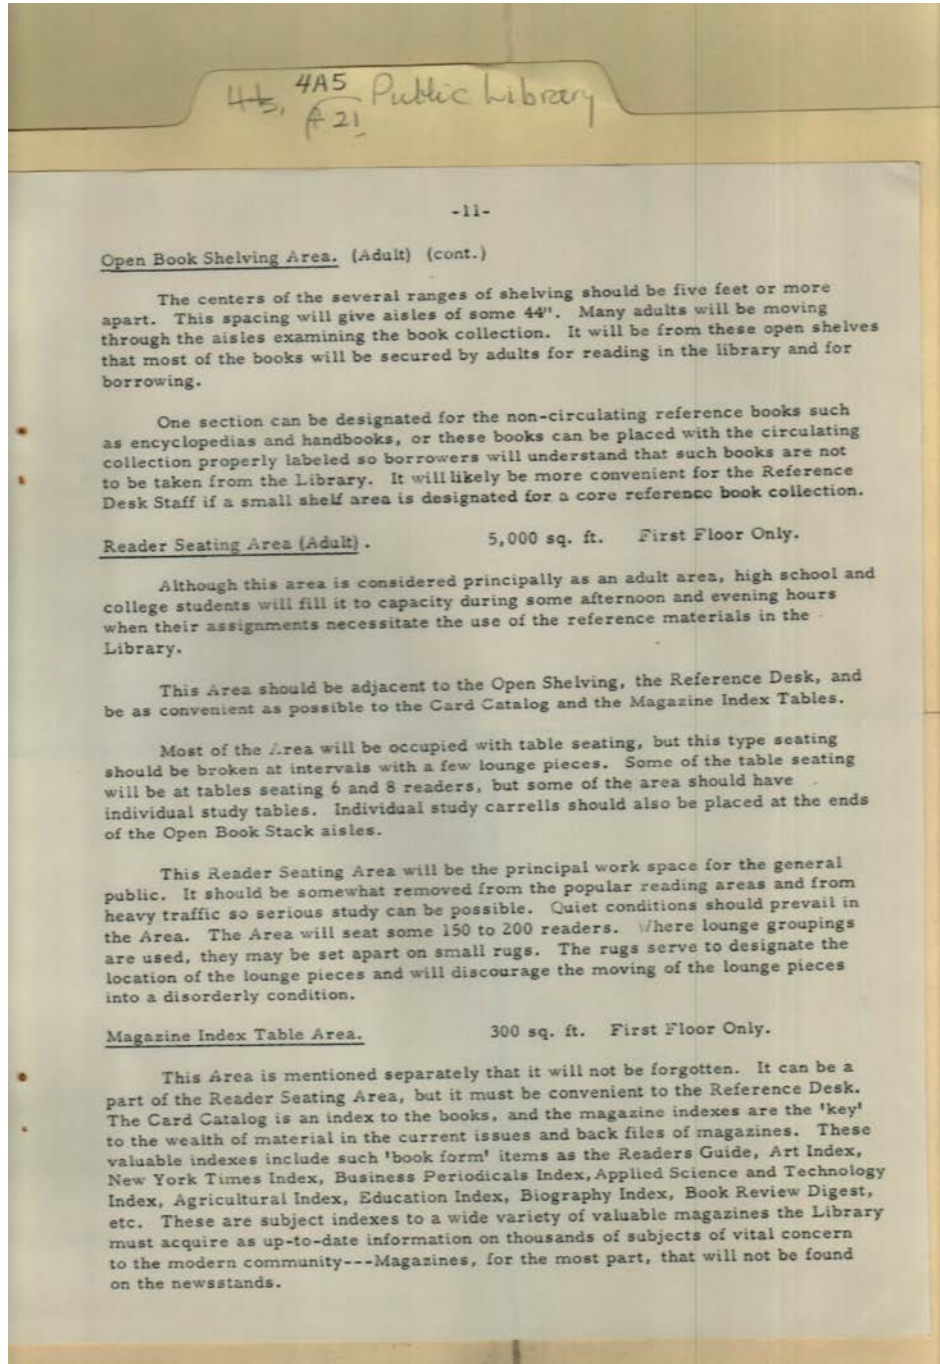 4b, 4A5 Public Library
A 21
-11-
Open Book Shelving Area. (Adult) (cont.)
The centers of the several ranges of shelving should be five feet or more
apart. This spacing will give aisles of some 44". Many adults will be moving
through the aisles examining the book collection. It will be from these open shelves
that most of the books will be secured by adults for reading in the library and for
borrowing.
One section can be designated for the non-circulating reference books such
as encyclopedias and handbooks, or these books can be placed with the circulating
collection properly labeled so borrowers will understand that such books are not
to be taken from the Library. It will likely be more convenient for the Reference
Desk Staff if a small shelf area is designated for a core reference book collection.
Reader Seating Area (Adult). 5,000 sq. ft. First Floor Only.
Although this area is considered principally as an adult area, high school and
college students will fill it to capacity during some afternoon and evening hours
when their assignments necessitate the use of the reference materials in the
Library.
This Area should be adjacent to the Open Shelving, the Reference Desk, and
be as convenient as possible to the Card Catalog and the Magazine Index Tables.
Most of the Area will be occupied with table seating, but this type seating
should be broken at intervals with a few lounge pieces. Some of the table seating
will be at tables seating 6 and 8 readers, but some of the area should have
individual study tables. Individual study carrells should also be placed at the ends
of the Open Book Stack aisles.
This Reader Seating Area will be the principal work space for the general
public. It should be somewhat removed from the popular reading areas and from
heavy traffic so serious study can be possible. Quiet conditions should prevail in
the Area. The Area will seat some 150 to 200 readers. Where lounge groupings
are used, they may be set apart on small rugs. The rugs serve to designate the
location of the lounge pieces and will discourage the moving of the lounge pieces
into a disorderly condition.
Magazine Index Table Area. 300 sq. ft. First Floor Only.
This Area is mentioned separately that it will not be forgotten. It can be a
part of the Reader Seating Area, but it must be convenient to the Reference Desk.
The Card Catalog is an index to the books, and the magazine indexes are the 'key'
to the wealth of material in the current issues and back files of magazines. These
valuable indexes include such 'book form' items as the Readers Guide, Art Index,
New York Times Index, Business Periodicals Index, Applied Science and Technology
Index, Agricultural Index, Education Index, Biography Index, Book Review Digest,
etc. These are subject indexes to a wide variety of valuable magazines the Library
must acquire as up-to-date information on thousands of subjects of vital concern
to the modern community---Magazines, for the most part, that will not be found
on the newsstands.